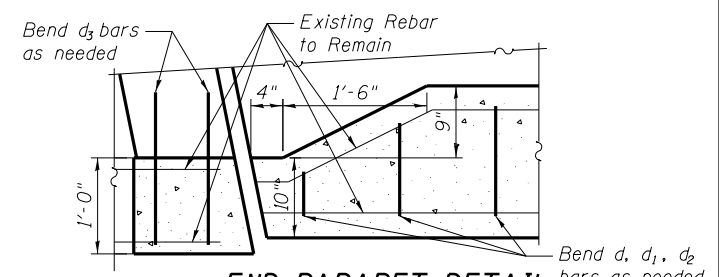 Bend d3 bars
as needed
Existing Rebar
to Remain
4"
1'-6"
9"
1'-0"
10"
Bend d, d1, d2
bars as needed
END PARAPET DETAIL